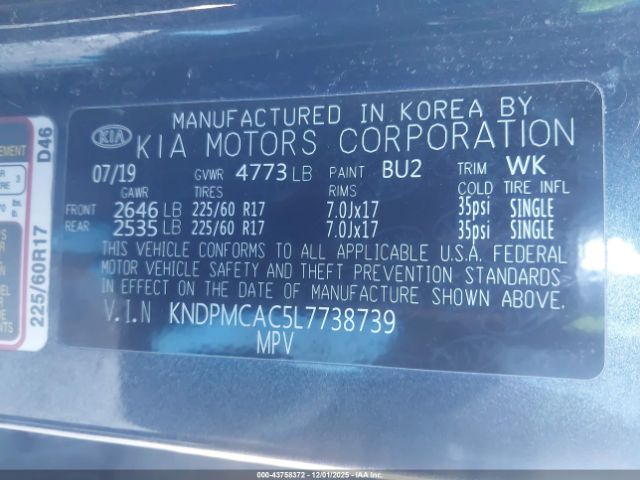 MANUFACTURED IN KOREA BY
KIA KIA MOTORS CORPORATION
07/19 GVWR 4773 LB PAINT BU2 TRIM WK
GAWR TIRES RIMS COLD TIRE INFL
FRONT 2646 LB 225/60 R17 7.0Jx17 35psi SINGLE
REAR 2535 LB 225/60 R17 7.0Jx17 35psi SINGLE
THIS VEHICLE CONFORMS TO ALL APPLICABLE U.S.A. FEDERAL
MOTOR VEHICLE SAFETY AND THEFT PREVENTION STANDARDS
IN EFFECT ON THE DATE OF MANUFACTURE SHOWN ABOVE.
V.I.N KNDPMCAC5L7738739
MPV
225/60R17 D46
000-43758372 - 12/01/2025 - IAAI.COM